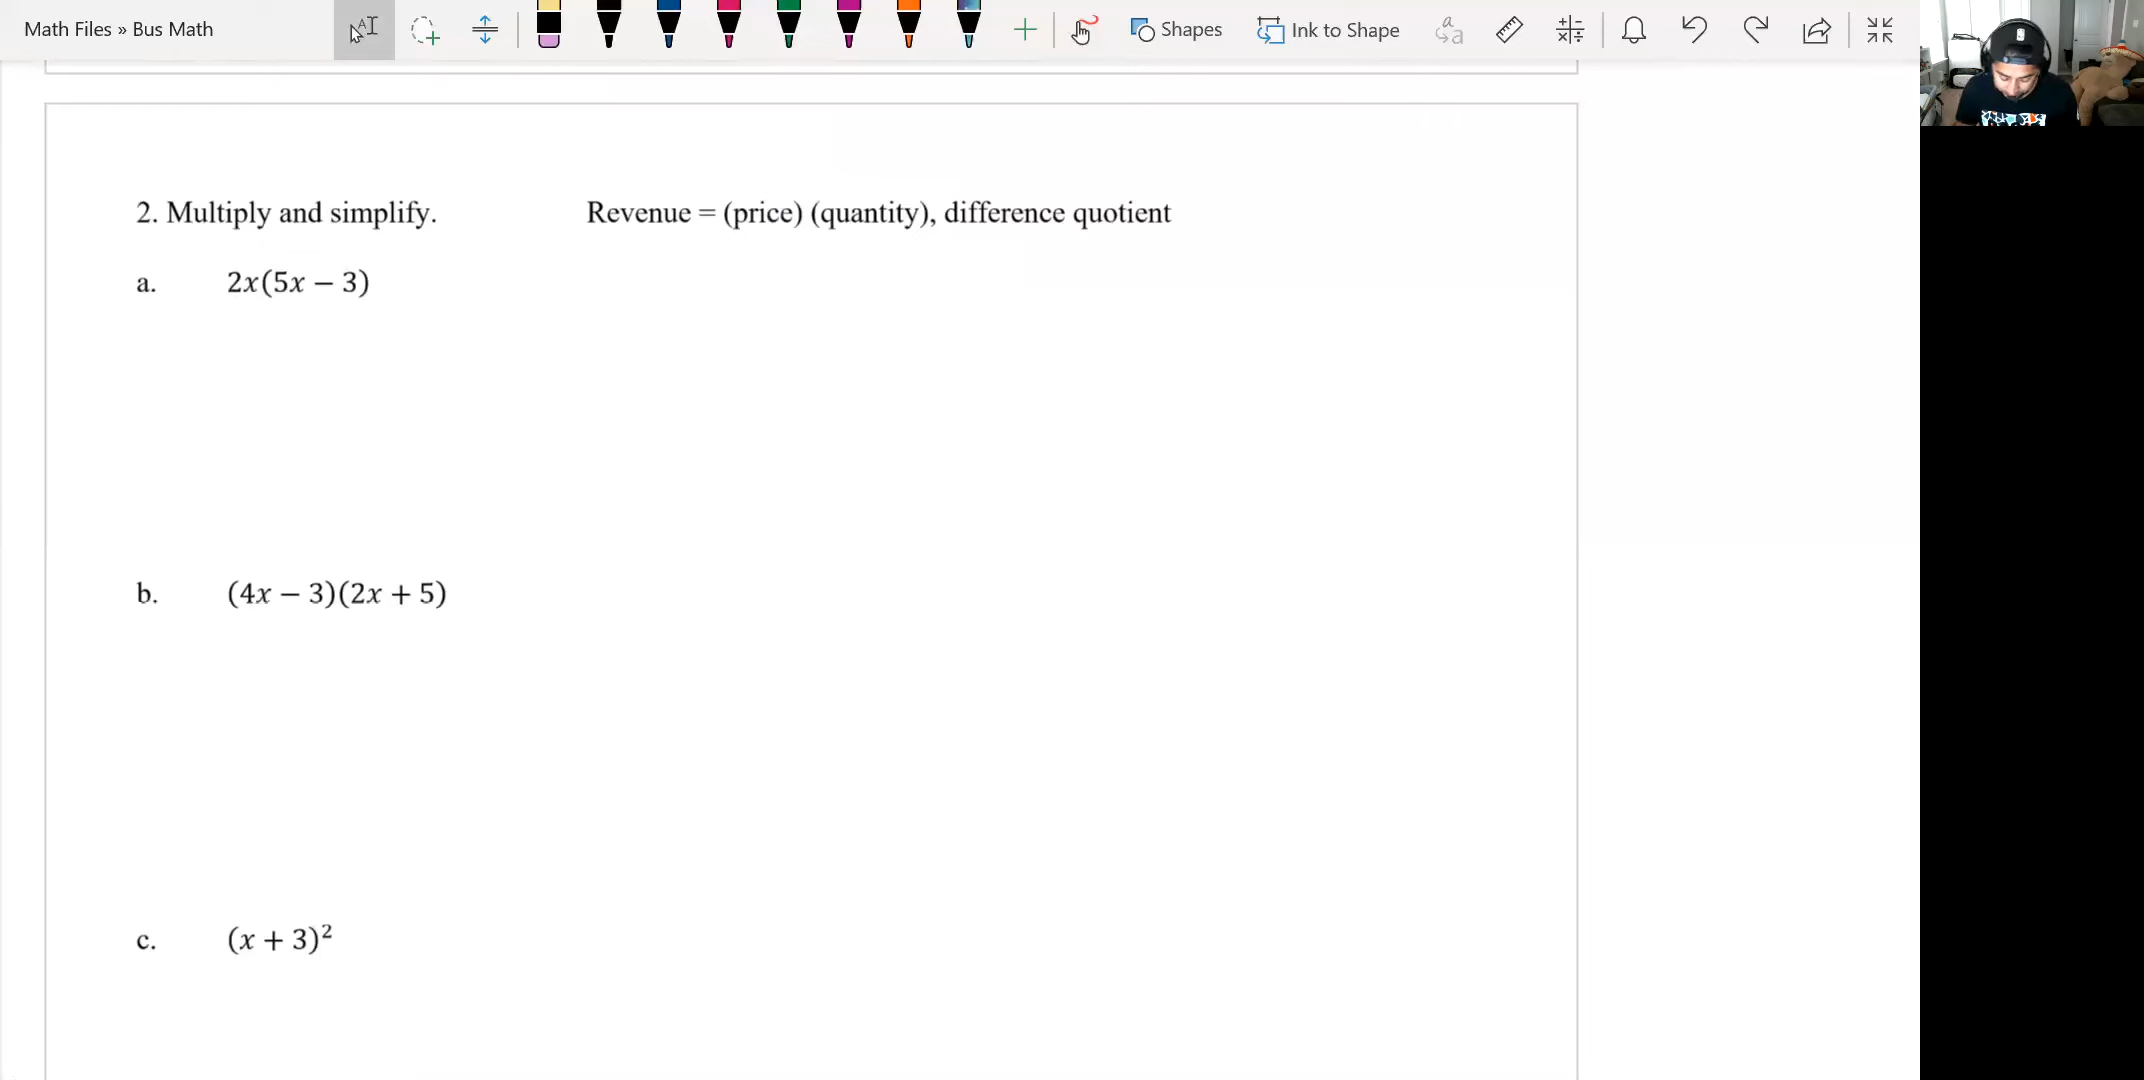 Math Files » Bus Math
Shapes
Ink to Shape
2. Multiply and simplify. Revenue = (price) (quantity), difference quotient
a. 2x(5x − 3)
b. (4x − 3)(2x + 5)
c. (x + 3)²